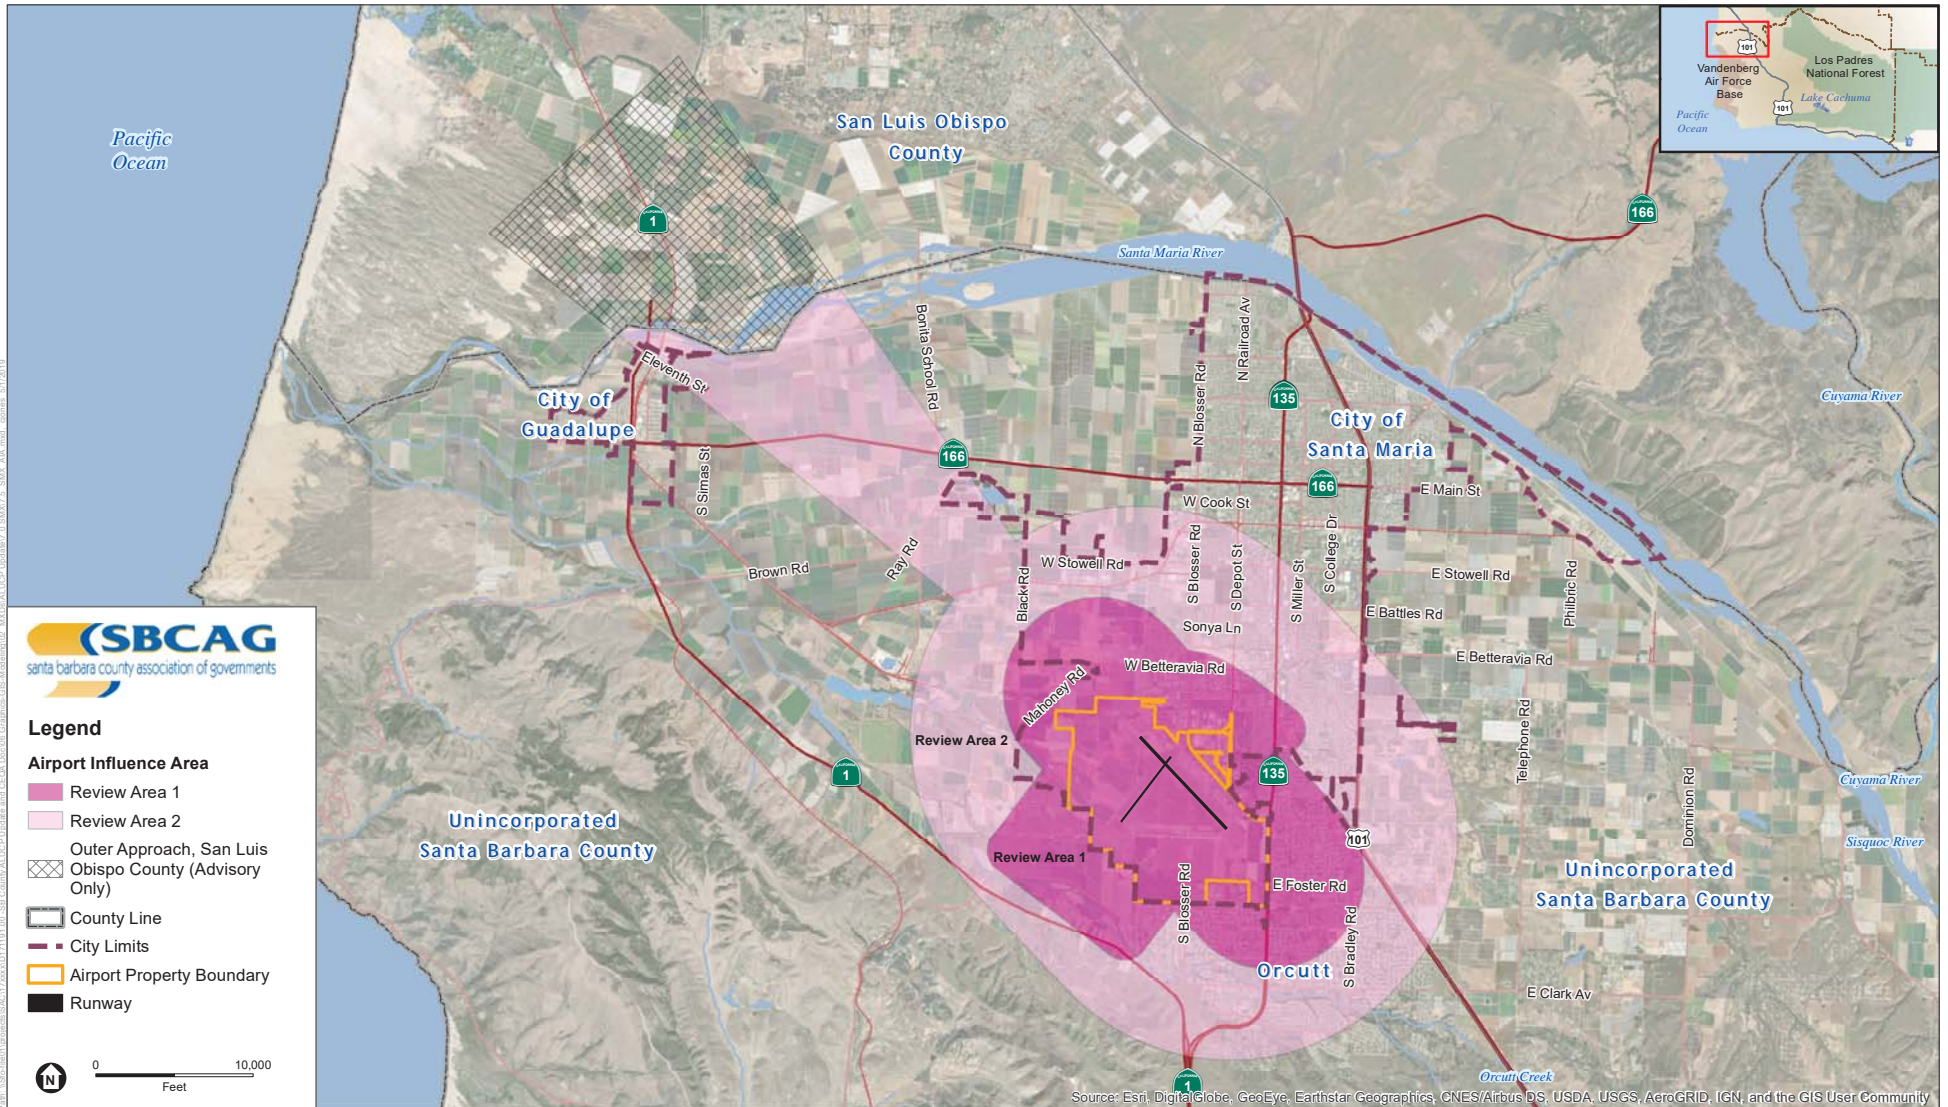 Pacific
Ocean
San Luis Obispo
County
Vandenberg
Air Force
Base
Los Padres
National Forest
Lake Cachuma
Pacific
Ocean
101
101
CALIFORNIA
1
CALIFORNIA
166
Santa Maria River
Bonita School Rd
N Railroad Av
N Blosser Rd
Eleventh St
City of
Guadalupe
CALIFORNIA
135
City of
Santa Maria
Cuyama River
CALIFORNIA
166
CALIFORNIA
166
E Main St
S Simas St
W Cook St
Ray Rd
Brown Rd
Black Rd
W Stowell Rd
S Blosser Rd
S Depot St
S Miller St
S College Dr
E Stowell Rd
Philbric Rd
E Battles Rd
Sonya Ln
E Betteravia Rd
W Betteravia Rd
Mahoney Rd
Review Area 2
Telephone Rd
CALIFORNIA
1
CALIFORNIA
135
Dominion Rd
Cuyama River
Unincorporated
Santa Barbara County
101
Sisquoc River
Review Area 1
Unincorporated
Santa Barbara County
S Blosser Rd
E Foster Rd
S Bradley Rd
Orcutt
E Clark Av
Orcutt Creek
CALIFORNIA
1
SBCAG
santa barbara county association of governments
Legend
Airport Influence Area
Review Area 1
Review Area 2
Outer Approach, San Luis
Obispo County (Advisory
Only)
County Line
City Limits
Airport Property Boundary
Runway
N
0 10,000
Feet
Source: Esri, DigitalGlobe, GeoEye, Earthstar Geographics, CNES/Airbus DS, USDA, USGS, AeroGRID, IGN, and the GIS User Community